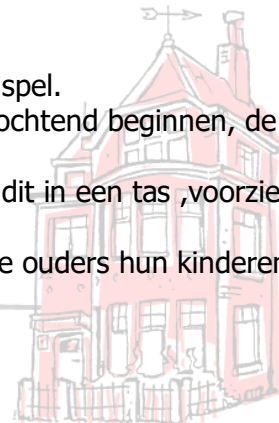 spel.
ochtend beginnen, de
dit in een tas ,voorzie
e ouders hun kinderen